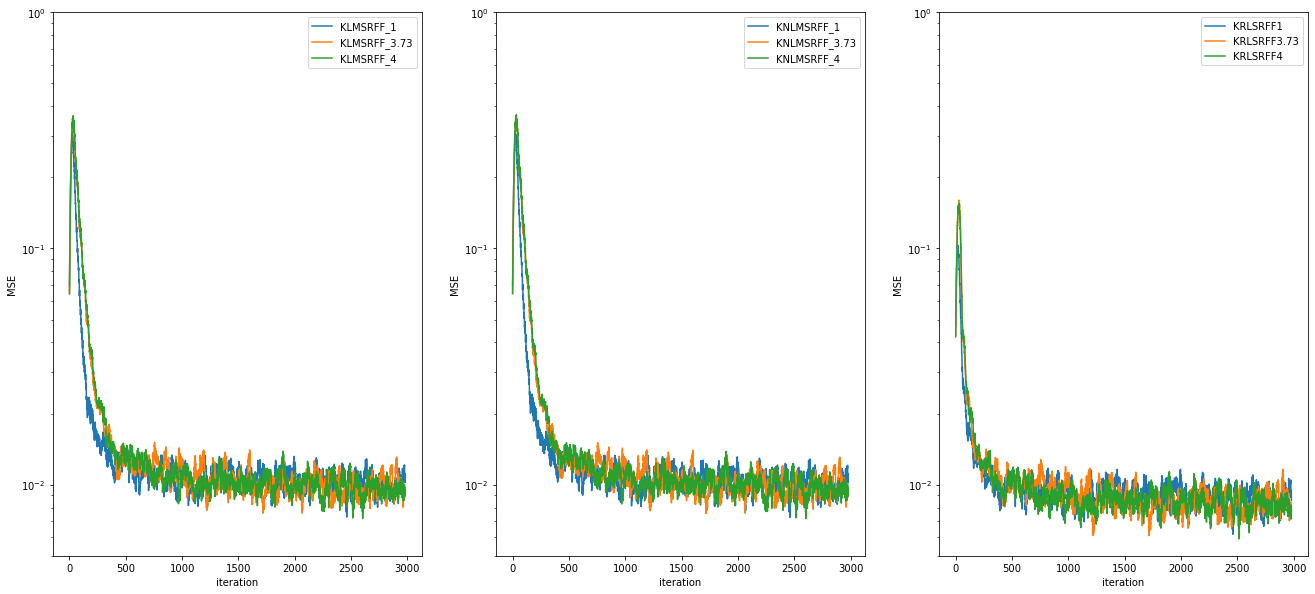 10⁰
10⁻¹
10⁻²
MSE
0 500 1000 1500 2000 2500 3000
iteration
KLMSRFF_1
KLMSRFF_3.73
KLMSRFF_4
10⁰
10⁻¹
10⁻²
MSE
0 500 1000 1500 2000 2500 3000
iteration
KNLMSRFF_1
KNLMSRFF_3.73
KNLMSRFF_4
10⁰
10⁻¹
10⁻²
MSE
0 500 1000 1500 2000 2500 3000
iteration
KRLSRFF1
KRLSRFF3.73
KRLSRFF4